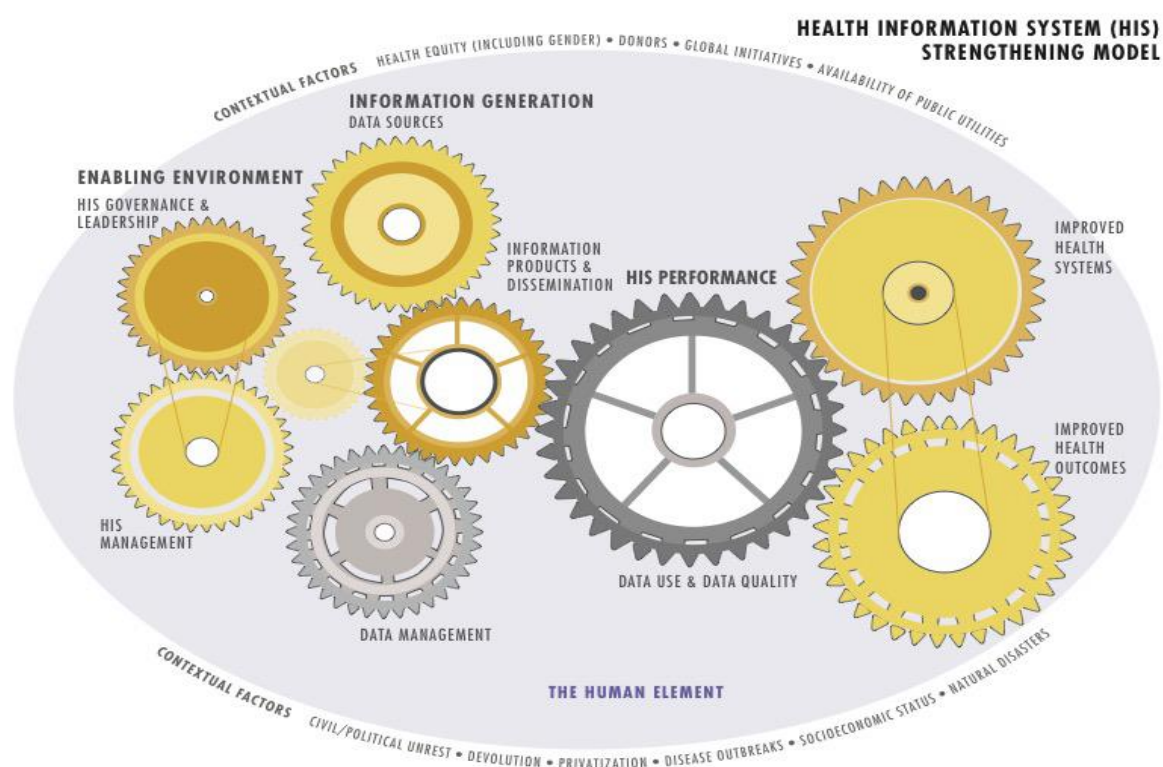 HEALTH INFORMATION SYSTEM (HIS)
STRENGTHENING MODEL
CONTEXTUAL FACTORS HEALTH EQUITY (INCLUDING GENDER) • DONORS • GLOBAL INITIATIVES • AVAILABILITY OF PUBLIC UTILITIES
INFORMATION GENERATION
DATA SOURCES
ENABLING ENVIRONMENT
HIS GOVERNANCE &
LEADERSHIP
INFORMATION
PRODUCTS &
DISSEMINATION
HIS PERFORMANCE
IMPROVED
HEALTH
SYSTEMS
IMPROVED
HEALTH
OUTCOMES
HIS
MANAGEMENT
DATA USE & DATA QUALITY
DATA MANAGEMENT
THE HUMAN ELEMENT
CONTEXTUAL FACTORS CIVIL/POLITICAL UNREST • DEVOLUTION • PRIVATIZATION • DISEASE OUTBREAKS • SOCIOECONOMIC STATUS • NATURAL DISASTERS